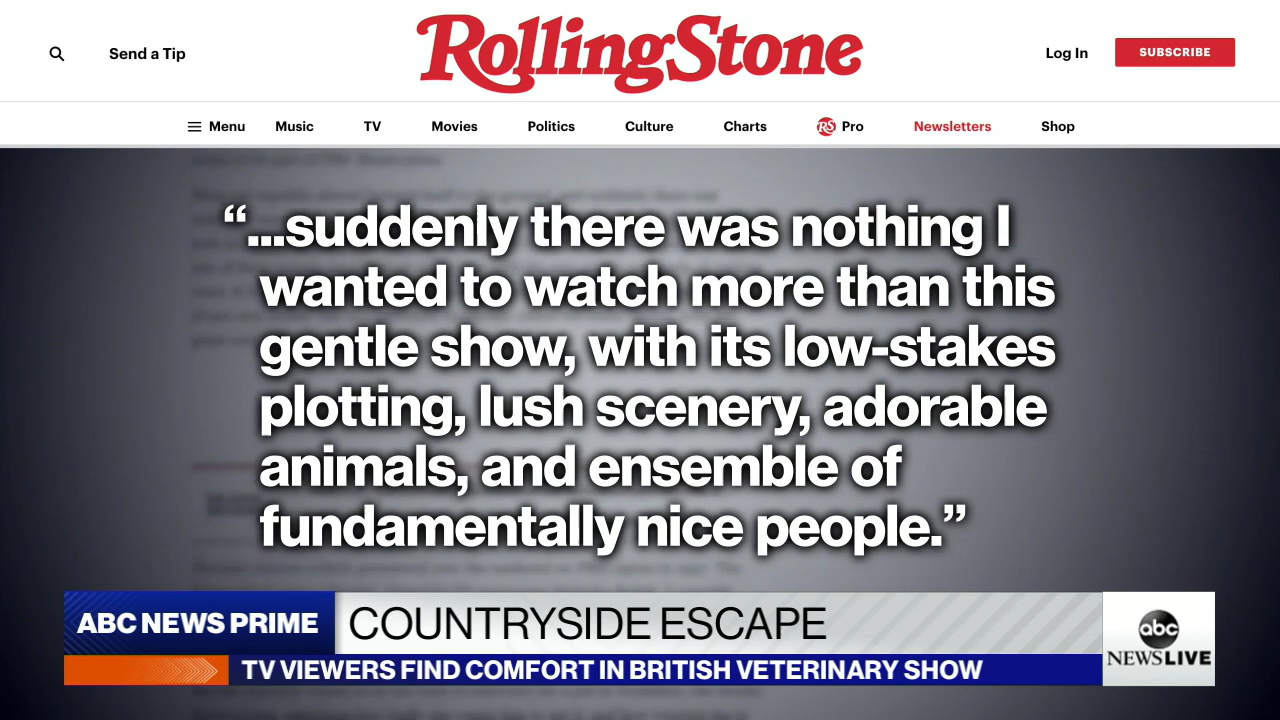 Send a Tip
RollingStone
Log In
SUBSCRIBE
Menu Music TV Movies Politics Culture Charts RS Pro Newsletters Shop
“...suddenly there was nothing I
wanted to watch more than this
gentle show, with its low-stakes
plotting, lush scenery, adorable
animals, and ensemble of
fundamentally nice people.”
ABC NEWS PRIME
COUNTRYSIDE ESCAPE
TV VIEWERS FIND COMFORT IN BRITISH VETERINARY SHOW
abc
NEWSLIVE